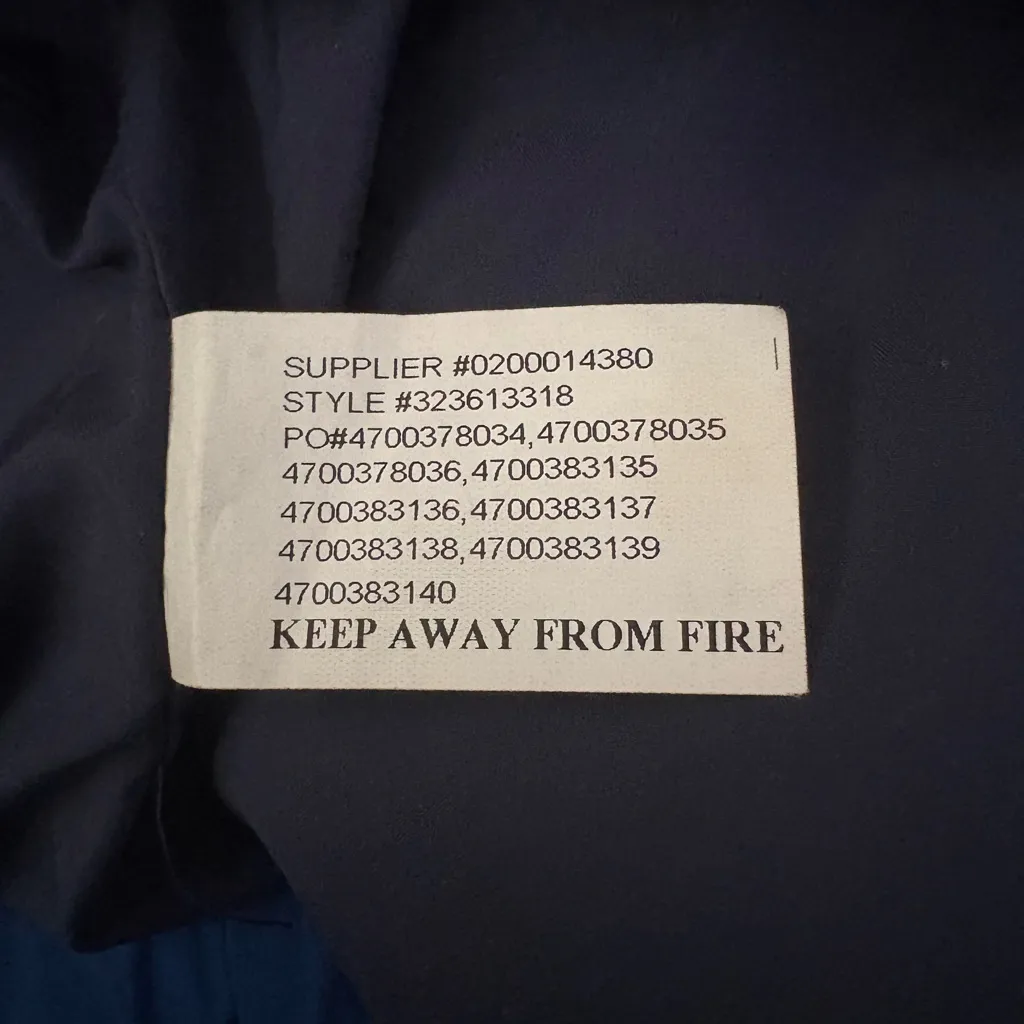 SUPPLIER #0200014380
STYLE #323613318
PO#4700378034,4700378035
4700378036,4700383135
4700383136,4700383137
4700383138,4700383139
4700383140
KEEP AWAY FROM FIRE